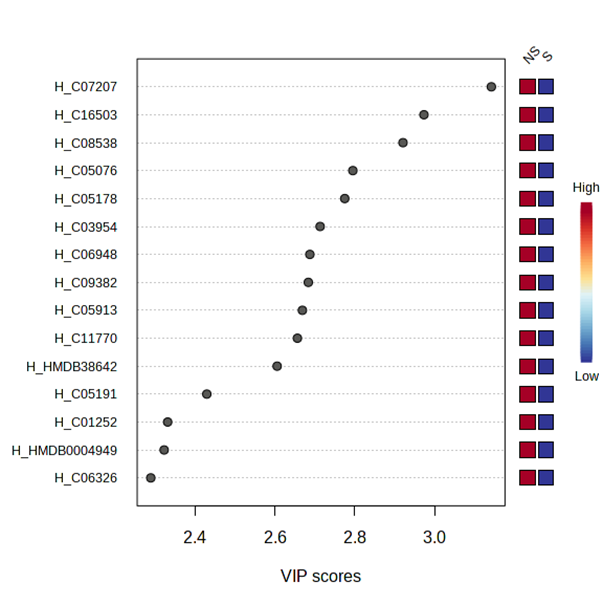 NS S
H_C07207
H_C16503
H_C08538
H_C05076
H_C05178
H_C03954
H_C06948
H_C09382
H_C05913
H_C11770
H_HMDB38642
H_C05191
H_C01252
H_HMDB0004949
H_C06326
High
Low
2.4 2.6 2.8 3.0
VIP scores